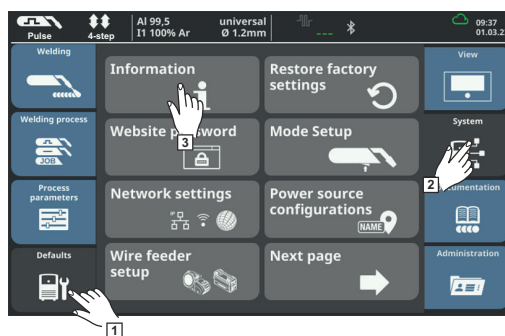 Pulse
4-step
Al 99,5 universal
I1 100% Ar Ø 1.2mm
---
09:37
01.03.2
Welding
Welding process
JOB
Process
parameters
Defaults
1
Information
3
Restore factory
settings
Website p word
Mode Setup
Network settings
Power source
configurations
NAME
Wire feeder
setup
Next page
View
System
2
umentation
Administration